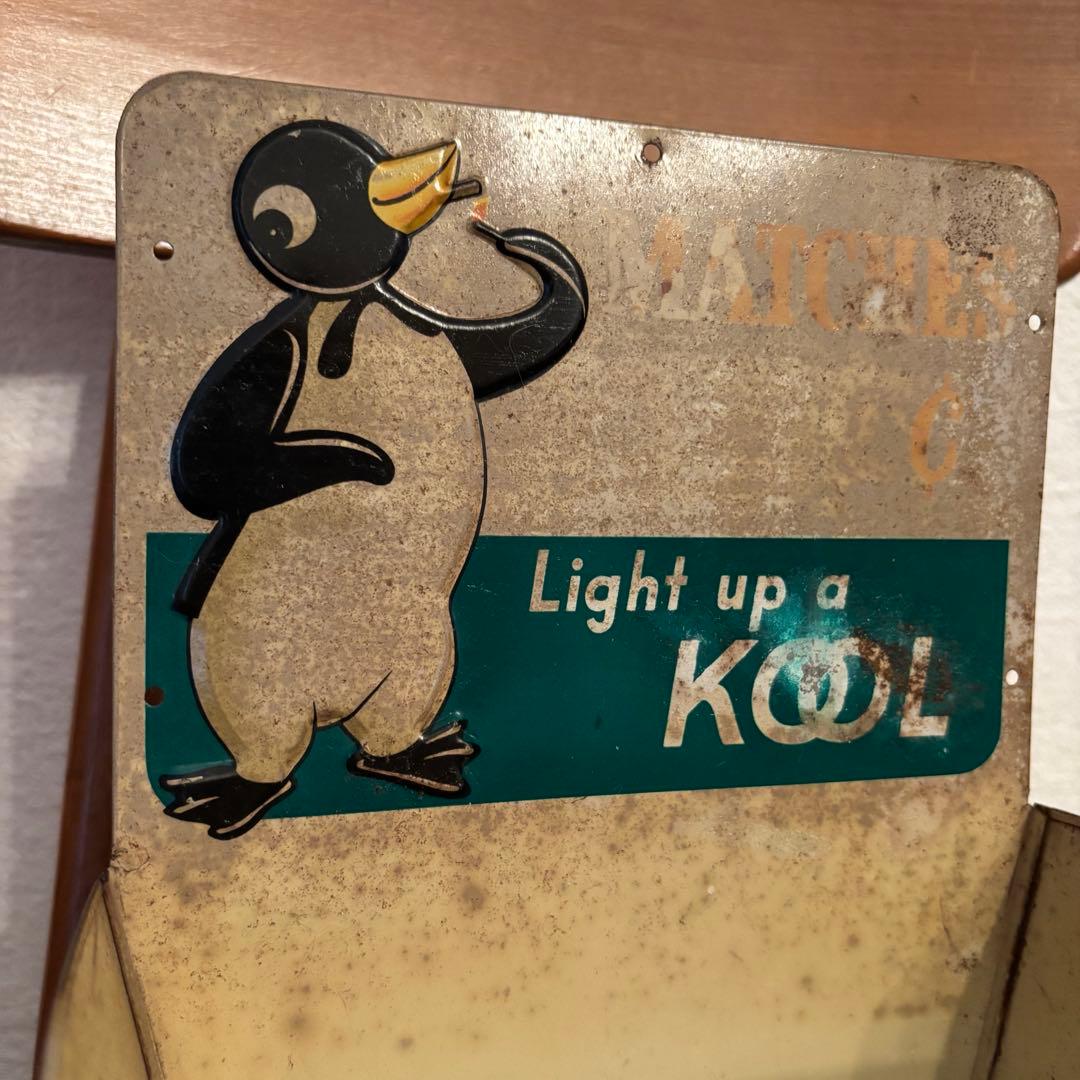 MATCHES
¢
Light up a
KOOL